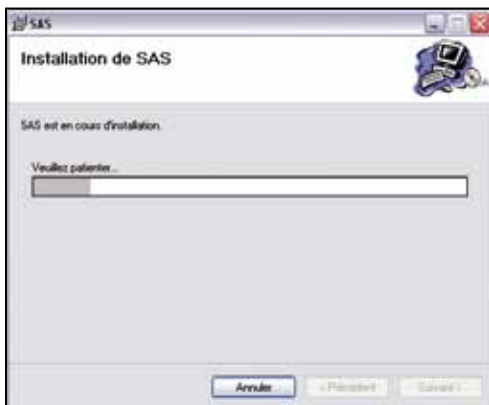 SAS
Installation de SAS
SAS est en cours d'installation.
Veuillez patienter...
Annuler
< Précédent
Suivant >